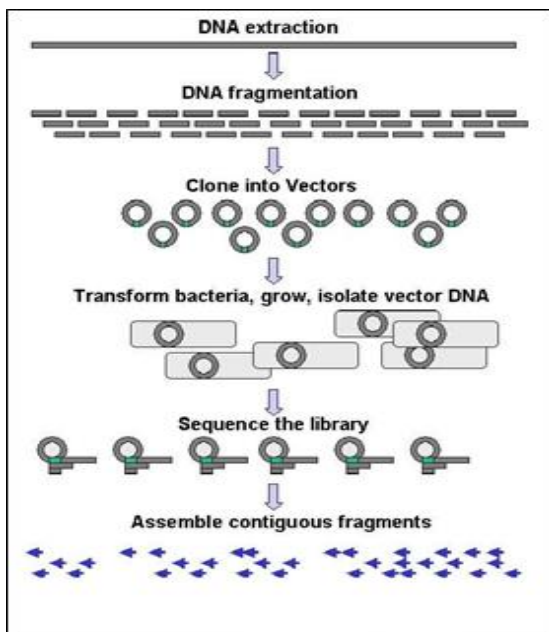 DNA extraction
DNA fragmentation
Clone into Vectors
Transform bacteria, grow, isolate vector DNA
Sequence the library
Assemble contiguous fragments